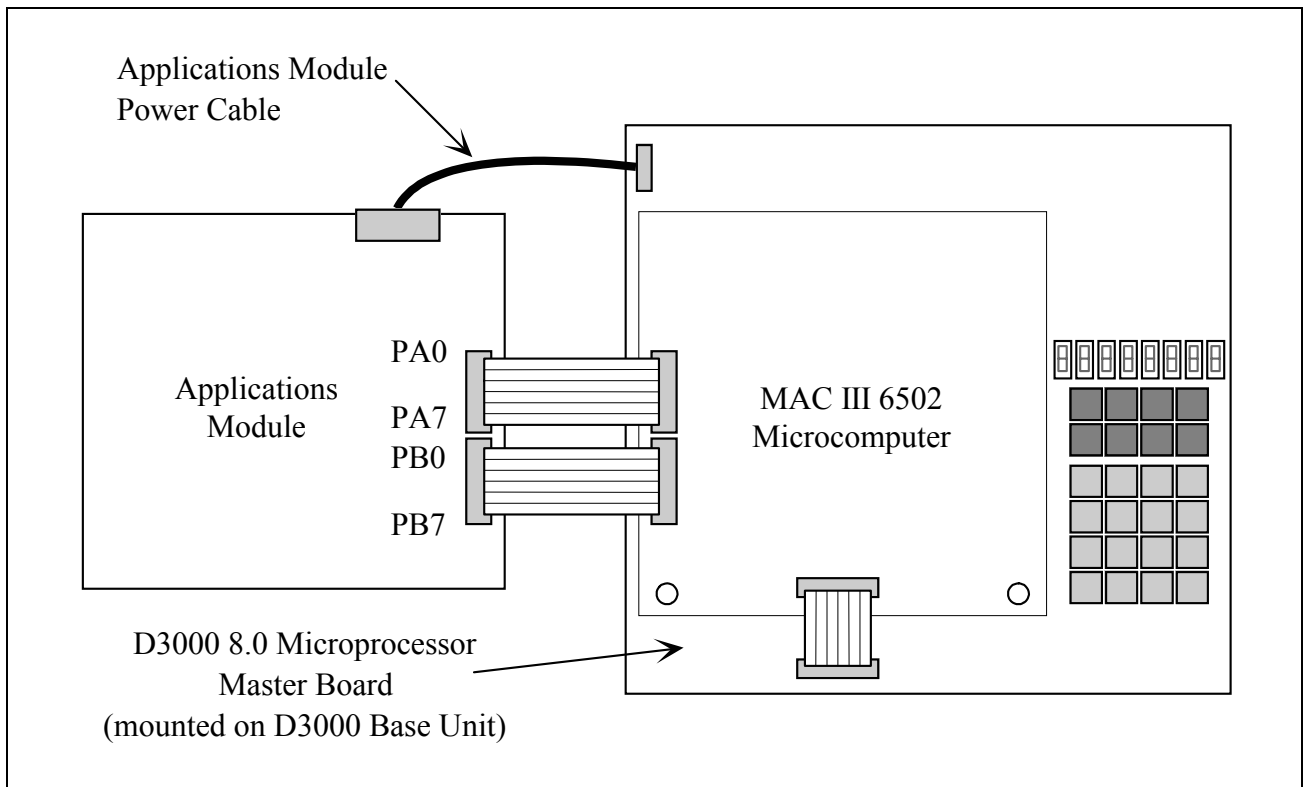 Applications Module
Power Cable
PA0
PA7
PB0
PB7
Applications
Module
MAC III 6502
Microcomputer
D3000 8.0 Microprocessor
Master Board
(mounted on D3000 Base Unit)